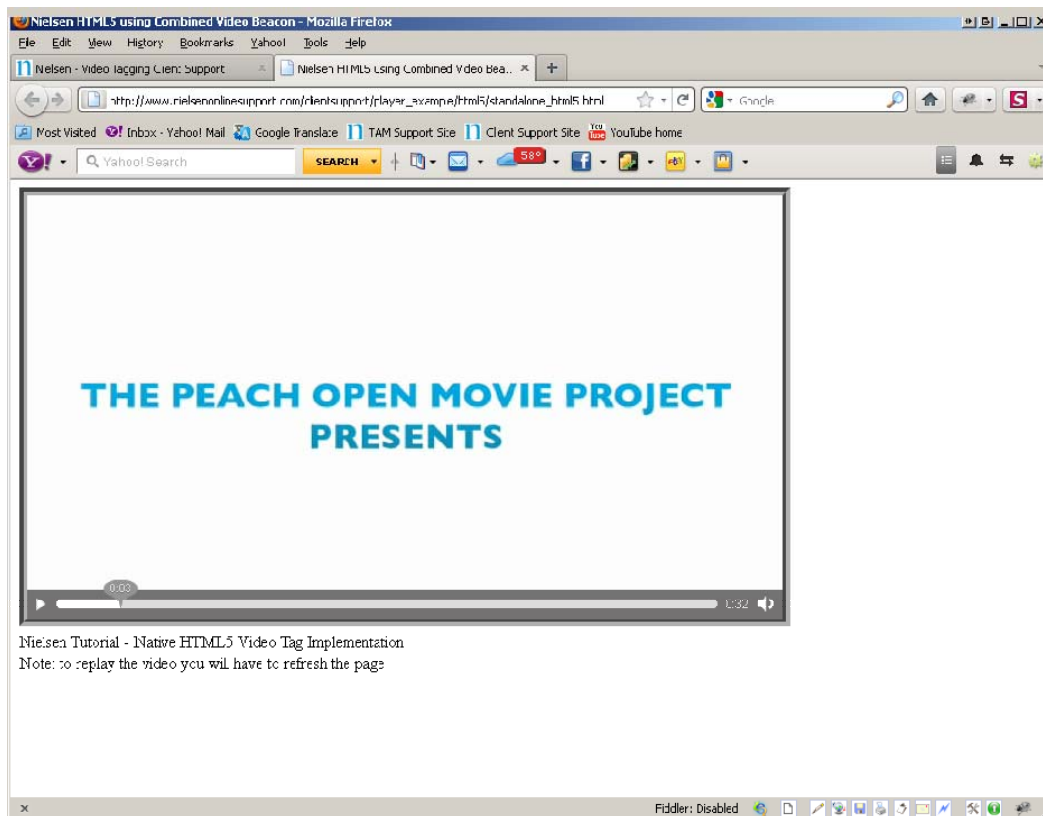 Nielsen HTML5 using Combined Video Beacon - Mozilla Firefox
File Edit View History Bookmarks Yahoo! Tools Help
Nielsen - Video Tagging Client Support
Nielsen HTML5 using Combined Video Bea...
http://www.nielsenonlinesupport.com/clientsupport/player_example/html5/standalone_html5.html
Google
Most Visited Inbox - Yahoo! Mail Google Translate TAM Support Site Client Support Site YouTube home
Yahoo! Search SEARCH 58° eBY
THE PEACH OPEN MOVIE PROJECT
PRESENTS
0:03
0:32
Nielsen Tutorial - Native HTML5 Video Tag Implementation
Note: to replay the video you will have to refresh the page
Fiddler: Disabled